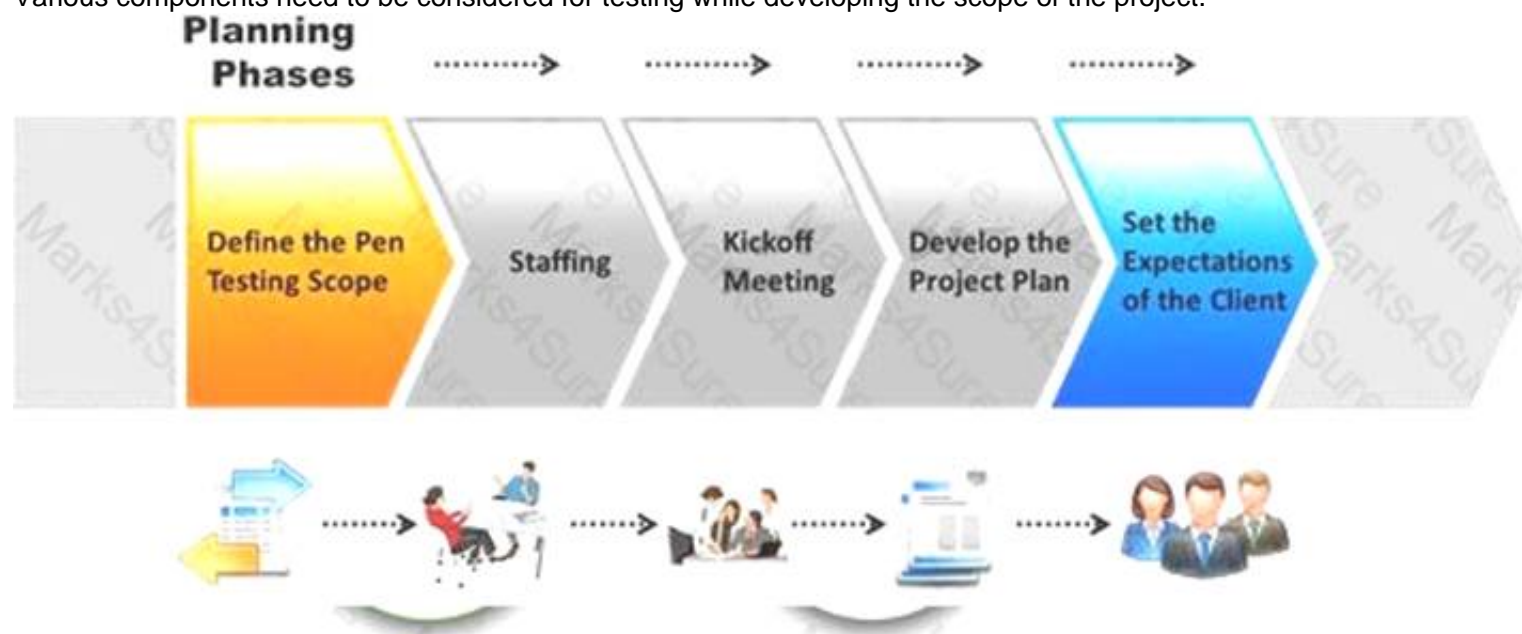 Various components need to be considered for testing while developing the scope of the project.
Planning
Phases
Define the Pen
Testing Scope
Staffing
Kickoff
Meeting
Develop the
Project Plan
Set the
Expectations
of the Client
Marks4Sure